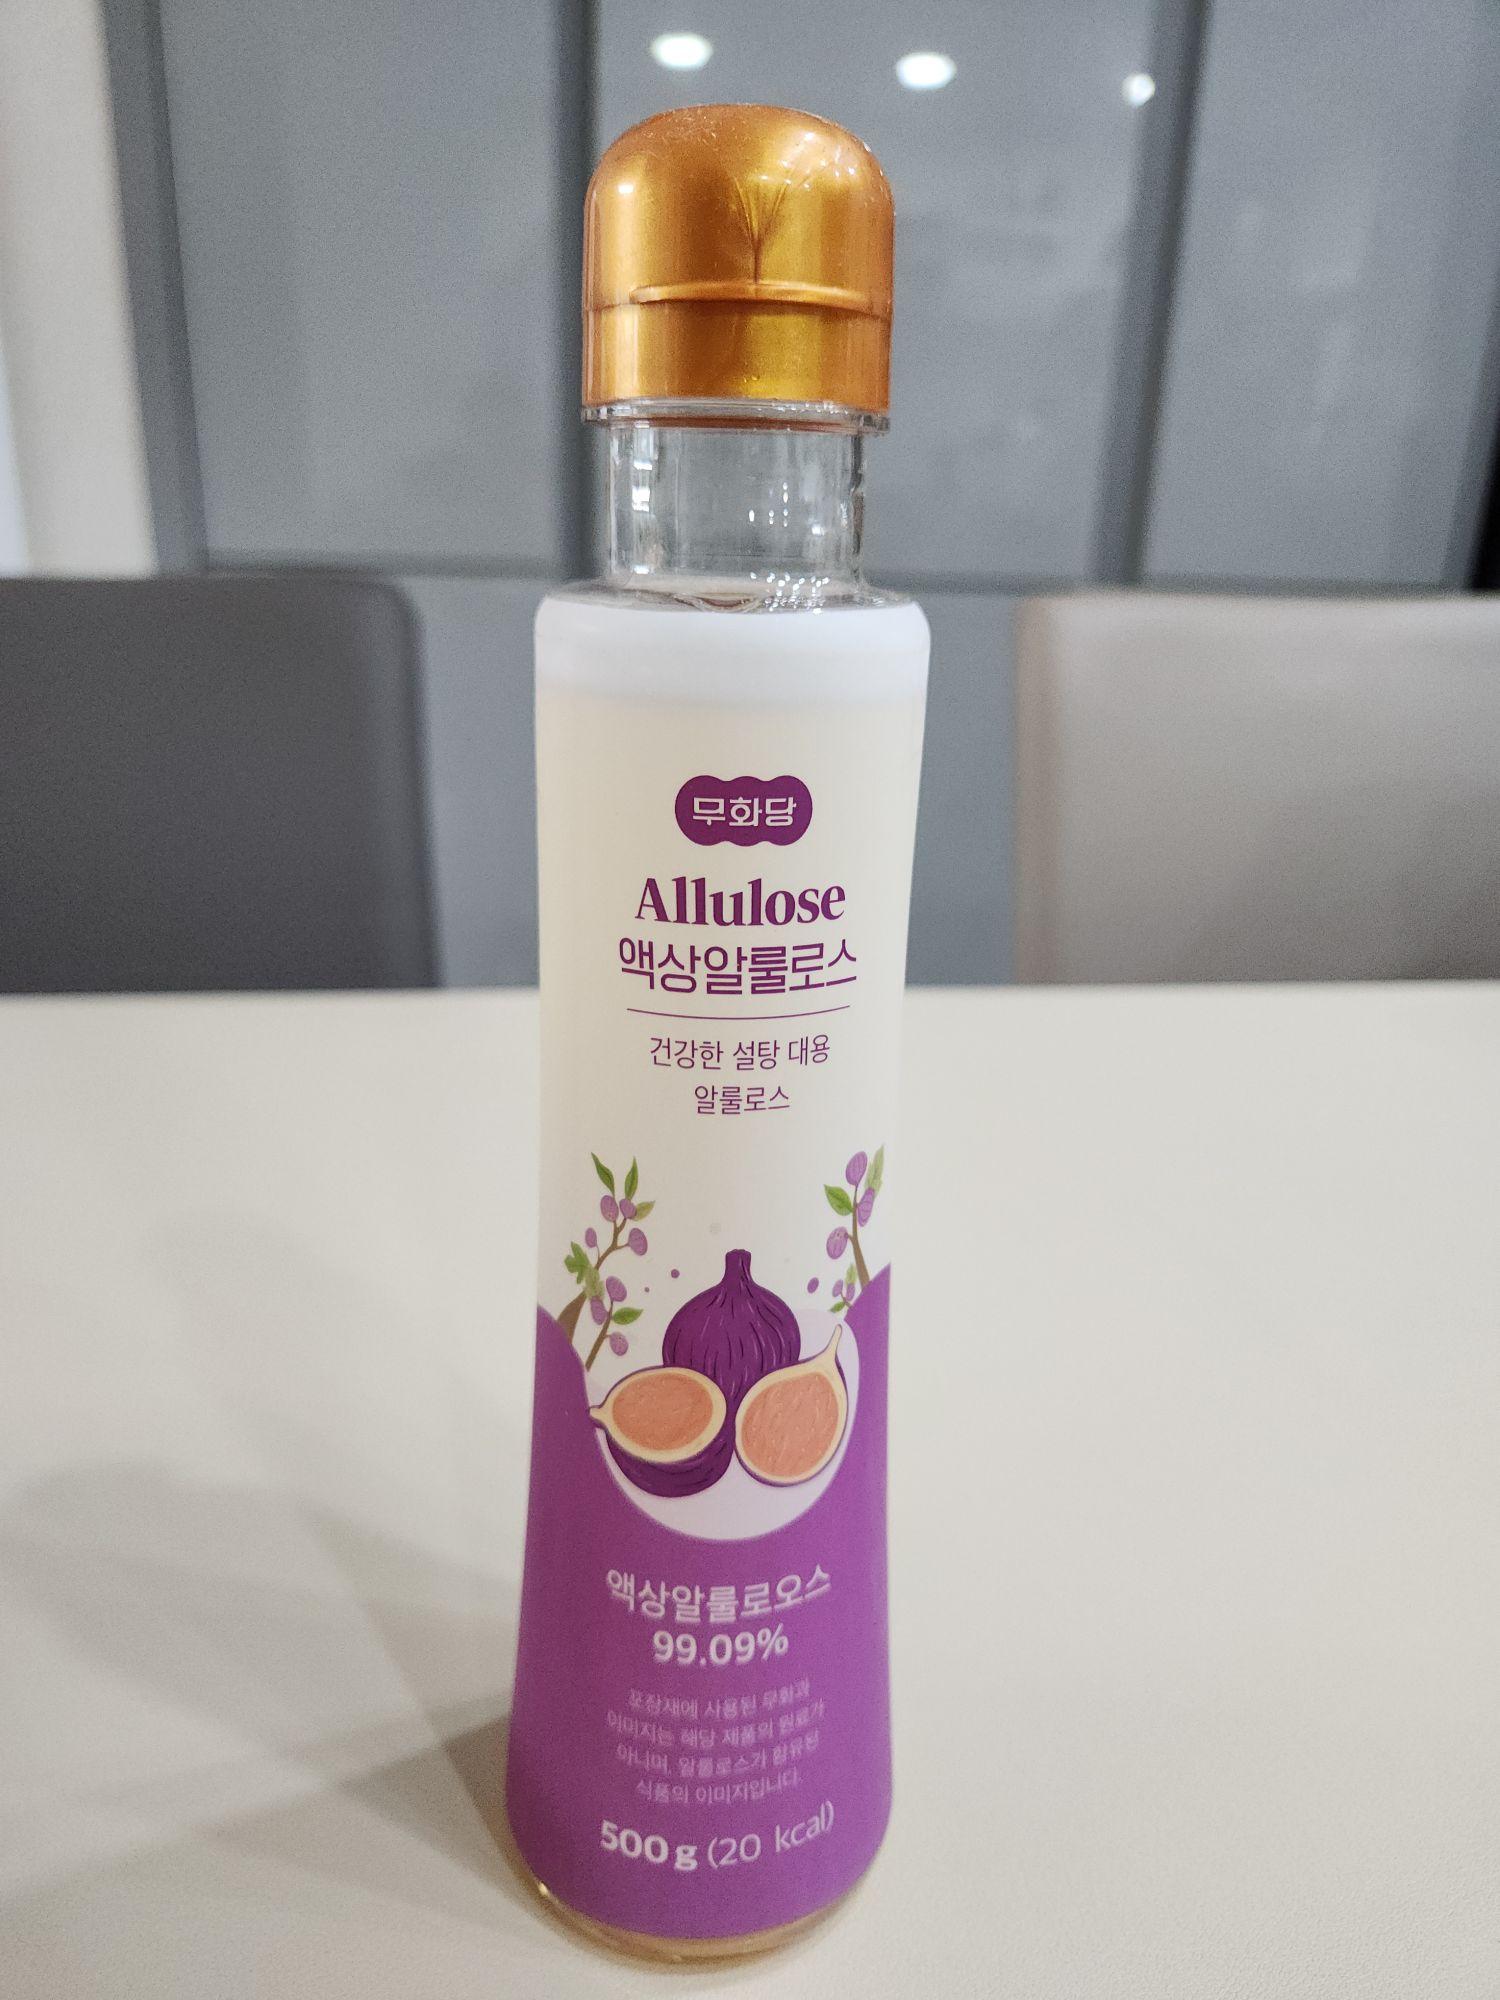 무화당
Allulose
액상알룰로스
건강한 설탕 대용
알룰로스
액상알룰로오스
99.09%
포장재에 사용된 무화과
이미지는 해당 제품의 원료가
아니며, 알룰로스가 함유된
식품의 이미지입니다.
500g (20 kcal)